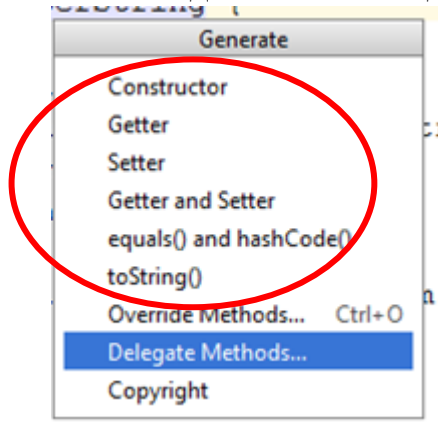 Generate
Constructor
Getter
Setter
Getter and Setter
equals() and hashCode()
toString()
Override Methods... Ctrl+O
Delegate Methods...
Copyright